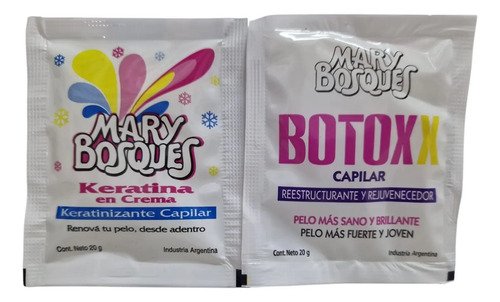 MARY
BOSQUES
Keratina
en Crema
Keratinizante Capilar
Renová tu pelo, desde adentro
Cont. Neto 20 g
Industria Argentina
MARY
BOSQUES
BOTOXX
CAPILAR
REESTRUCTURANTE Y REJUVENECEDOR
PELO MÁS SANO Y BRILLANTE
PELO MÁS FUERTE Y JOVEN
Cont. Neto 20 g
Industria Argentina